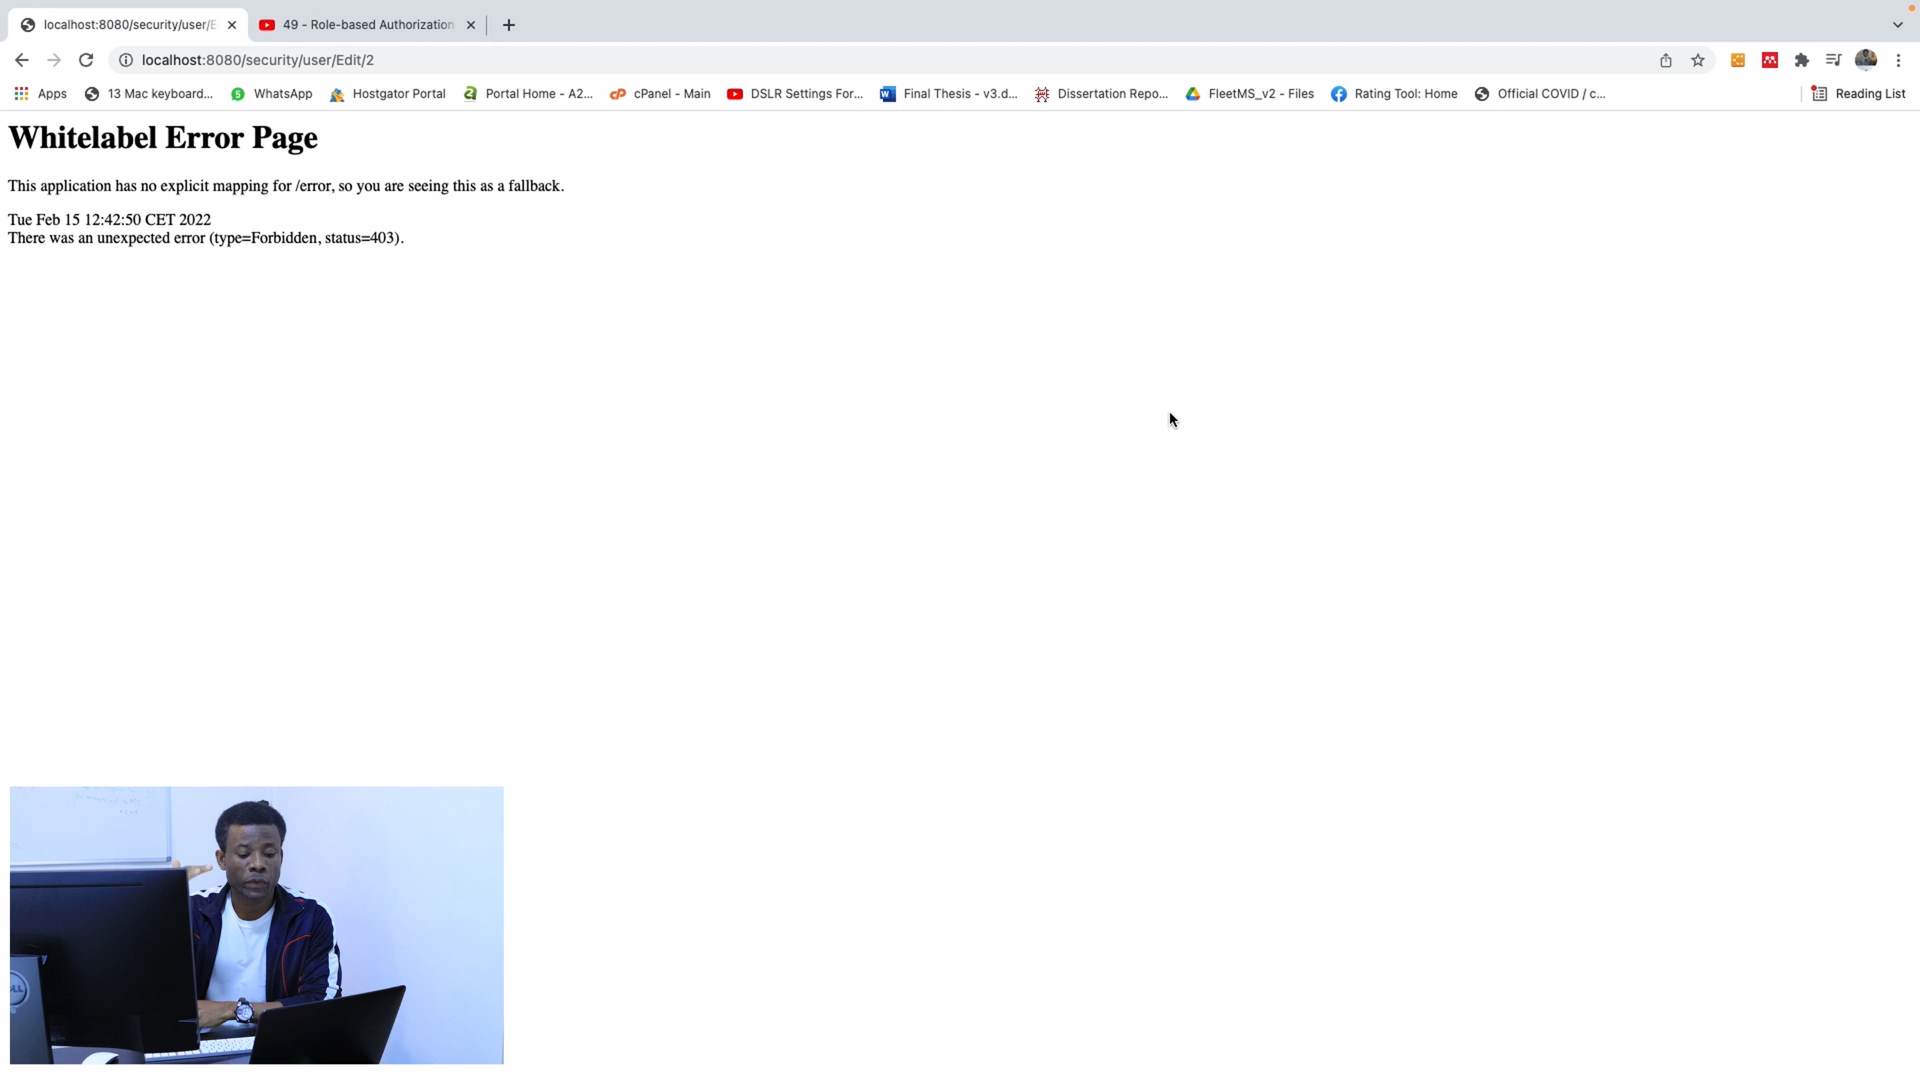 localhost:8080/security/user/E
49 - Role-based Authorization
localhost:8080/security/user/Edit/2
Apps
13 Mac keyboard...
WhatsApp
Hostgator Portal
Portal Home - A2...
cPanel - Main
DSLR Settings For...
Final Thesis - v3.d...
Dissertation Repo...
FleetMS_v2 - Files
Rating Tool: Home
Official COVID / c...
Reading List
Whitelabel Error Page
This application has no explicit mapping for /error, so you are seeing this as a fallback.
Tue Feb 15 12:42:50 CET 2022
There was an unexpected error (type=Forbidden, status=403).